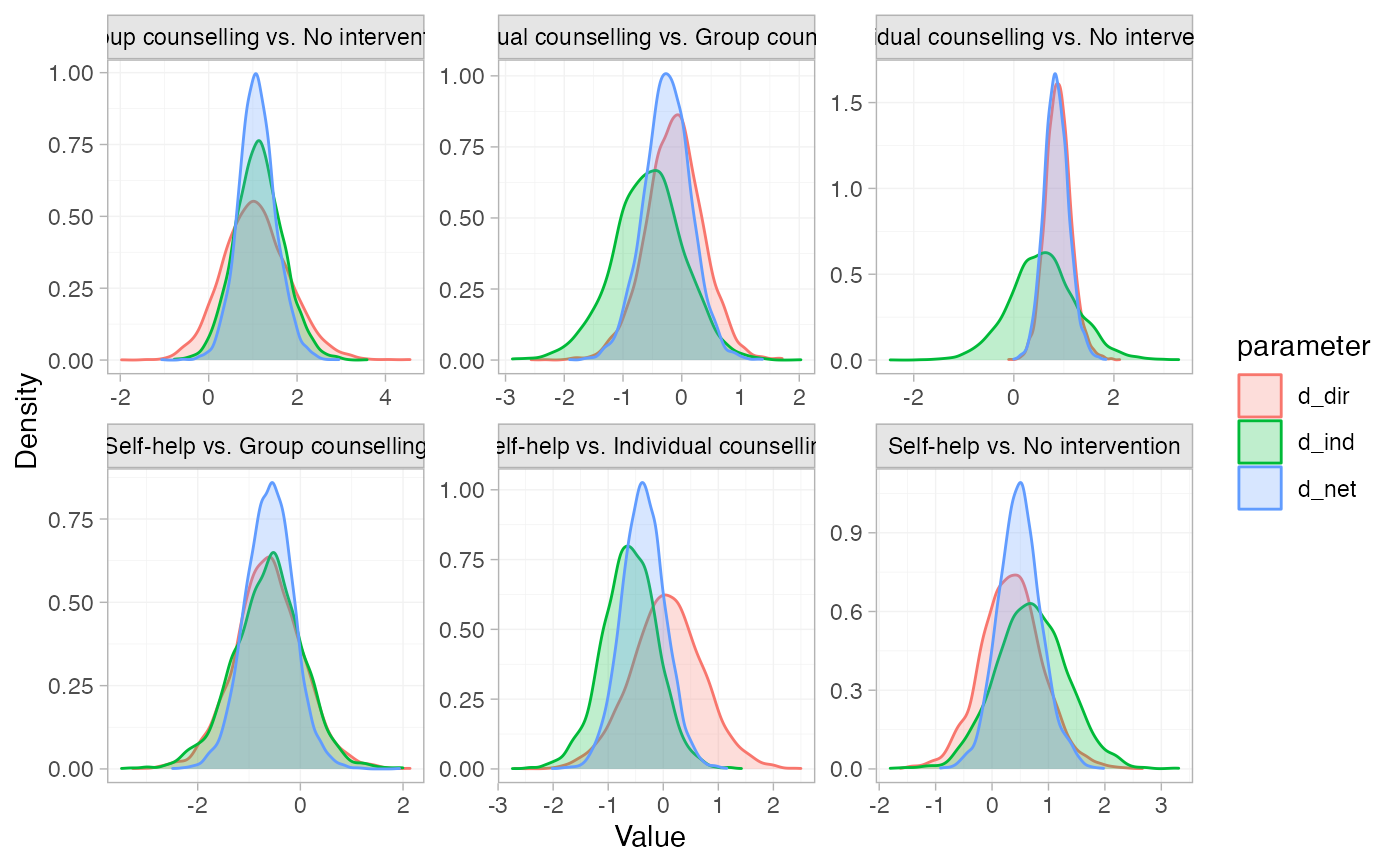 oup counselling vs. No interven
ual counselling vs. Group coun
idual counselling vs. No interve
1.00
0.75
0.50
0.25
0.00
-2 0 2 4
1.00
0.75
0.50
0.25
0.00
-3 -2 -1 0 1 2
1.5
1.0
0.5
0.0
-2 0 2
Self-help vs. Group counselling
elf-help vs. Individual counsellin
Self-help vs. No intervention
0.75
0.50
0.25
0.00
-2 0 2
1.00
0.75
0.50
0.25
0.00
-3 -2 -1 0 1 2
0.9
0.6
0.3
0.0
-2 -1 0 1 2 3
Density
Value
parameter
d_dir
d_ind
d_net